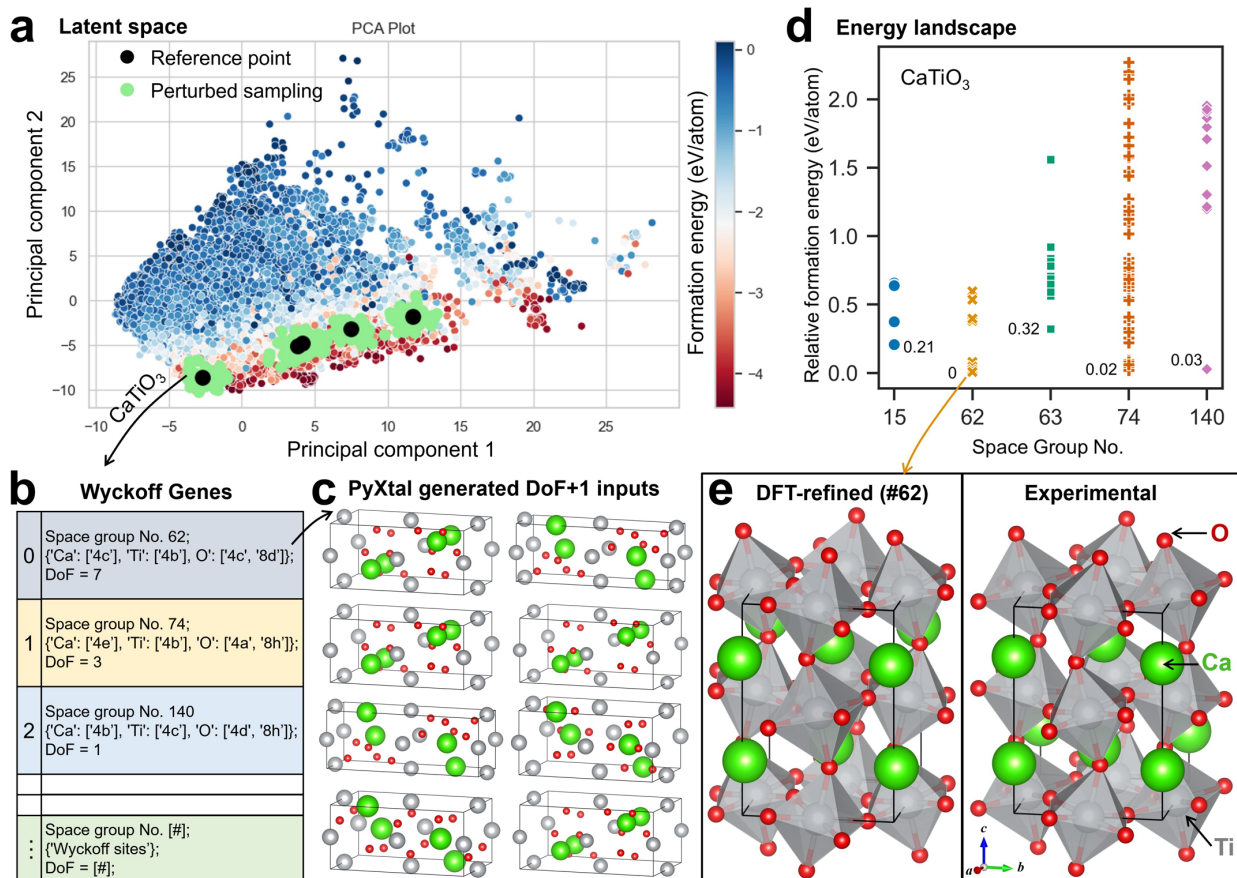 a Latent space
PCA Plot
Reference point
Perturbed sampling
Principal component 2
25
20
15
10
5
0
−5
−10
−10
−5
0
5
10
15
20
25
Principal component 1
CaTiO3
Formation energy (eV/atom)
0
−1
−2
−3
−4
d Energy landscape
CaTiO3
Relative formation energy (eV/atom)
2.0
1.5
1.0
0.5
0.0
0.21
0
0.32
0.02
0.03
15
62
63
74
140
Space Group No.
b Wyckoff Genes
0
Space group No. 62;
{'Ca': ['4c'], 'Ti': ['4b'], 'O': ['4c', '8d']};
DoF = 7
1
Space group No. 74;
{'Ca': ['4e'], 'Ti': ['4b'], 'O': ['4a', '8h']};
DoF = 3
2
Space group No. 140
{'Ca': ['4b'], 'Ti': ['4c'], 'O': ['4d', '8h']};
DoF = 1
⋮
Space group No. [#];
{'Wyckoff sites'};
DoF = [#];
c PyXtal generated DoF+1 inputs
e DFT-refined (#62)
Experimental
O
Ca
Ti
c
a
b